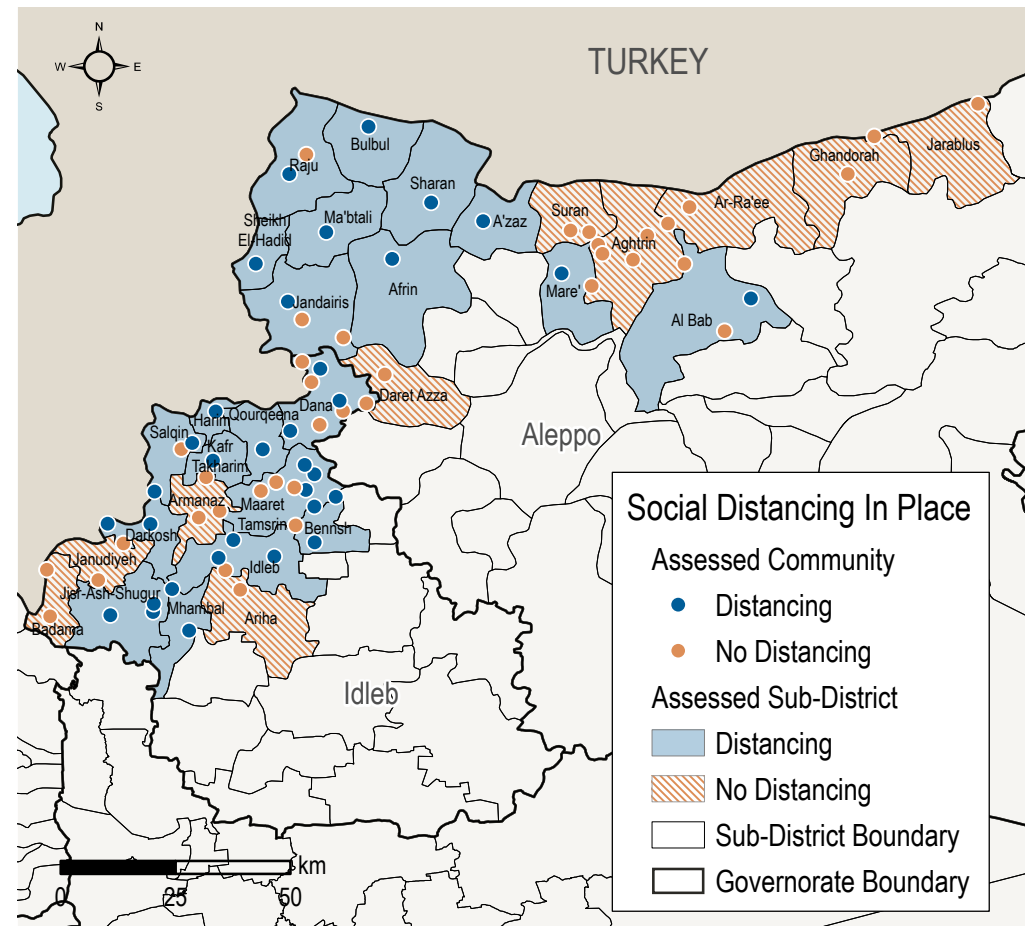 N
W E
S
TURKEY
Bulbul
Raju
Sharan
Ghandorah
Jarablus
Ar-Ra'ee
Suran
Ma'btali
A'zaz
Sheikh
El-Hadid
Aghtrin
Afrin
Mare'
Jandairis
Al Bab
Daret Azza
Dana
Harim
Qourqeena
Salqin
Kafr
Takharim
Aleppo
Armanaz
Maaret
Tamsrin
Bennsh
Darkosh
Janudiyeh
Idleb
Jisr-Ash-Shugur
Mhambal
Ariha
Badama
Idleb
km
0 25 50
Social Distancing In Place
Assessed Community
Distancing
No Distancing
Assessed Sub-District
Distancing
No Distancing
Sub-District Boundary
Governorate Boundary